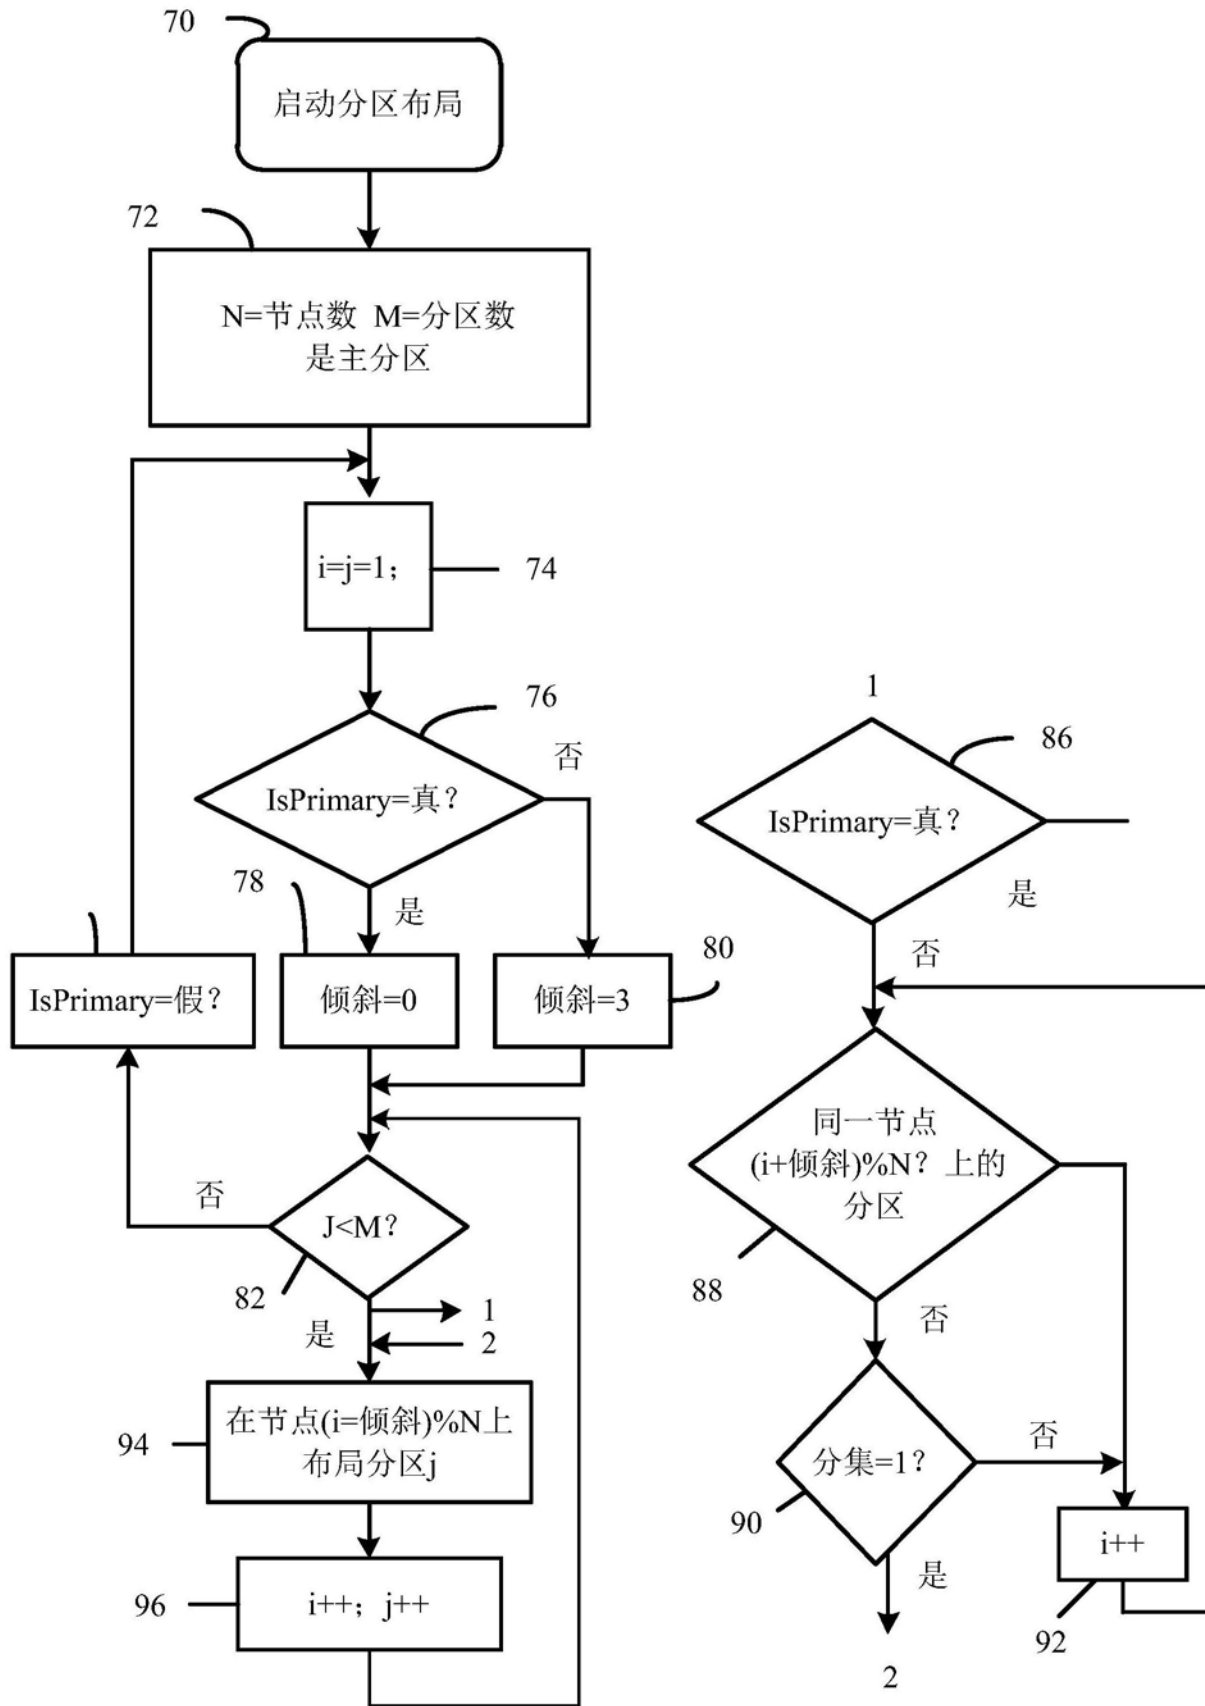 70
启动分区布局
72
N=节点数 M=分区数
是主分区
i=j=1；
74
76
IsPrimary=真？
否
是
78
倾斜=0
倾斜=3
80
IsPrimary=假？
否
J<M？
82
是
1
2
94
在节点(i=倾斜)%N上
布局分区j
96
i++；j++
1
86
IsPrimary=真？
是
否
同一节点
(i+倾斜)%N？上的
分区
88
否
分集=1？
否
90
是
i++
92
2